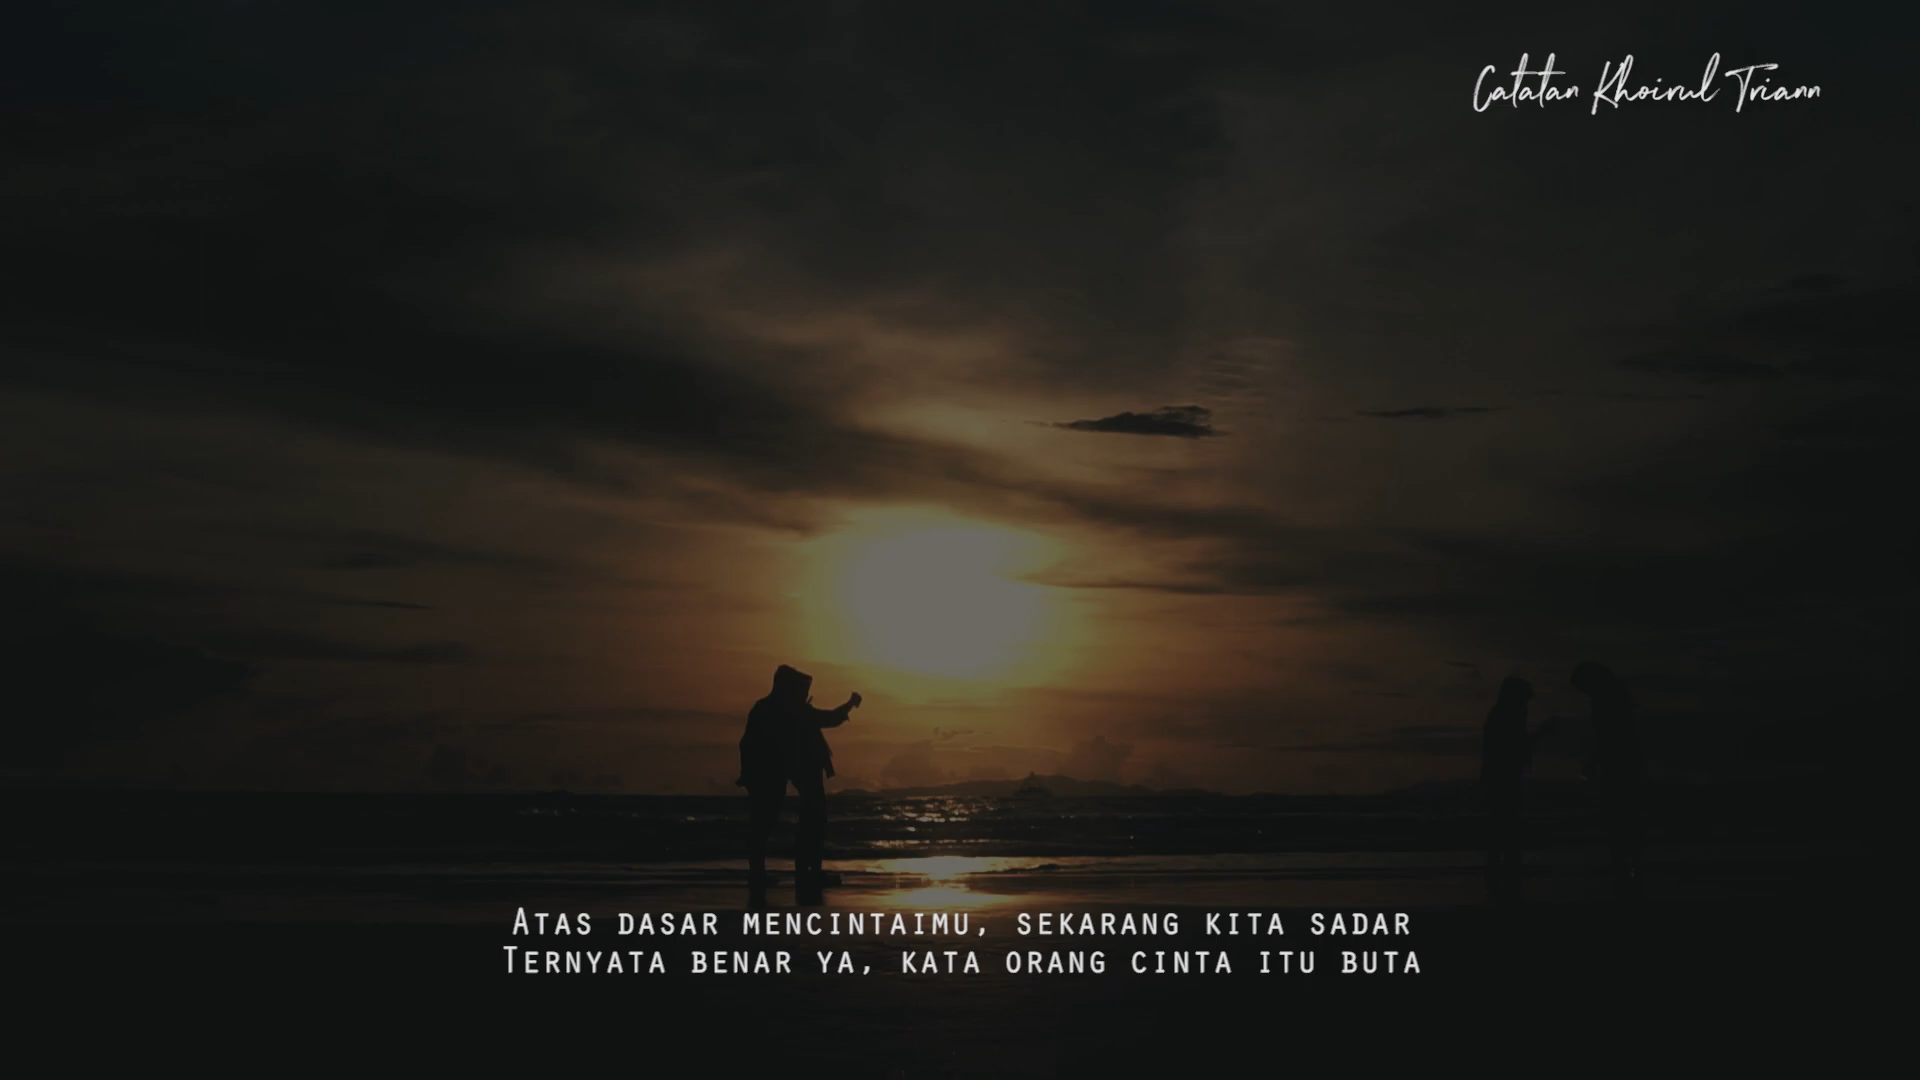 Catatan Khoirul Triann
Atas dasar mencintaimu, sekarang kita sadar
Ternyata benar ya, kata orang cinta itu buta